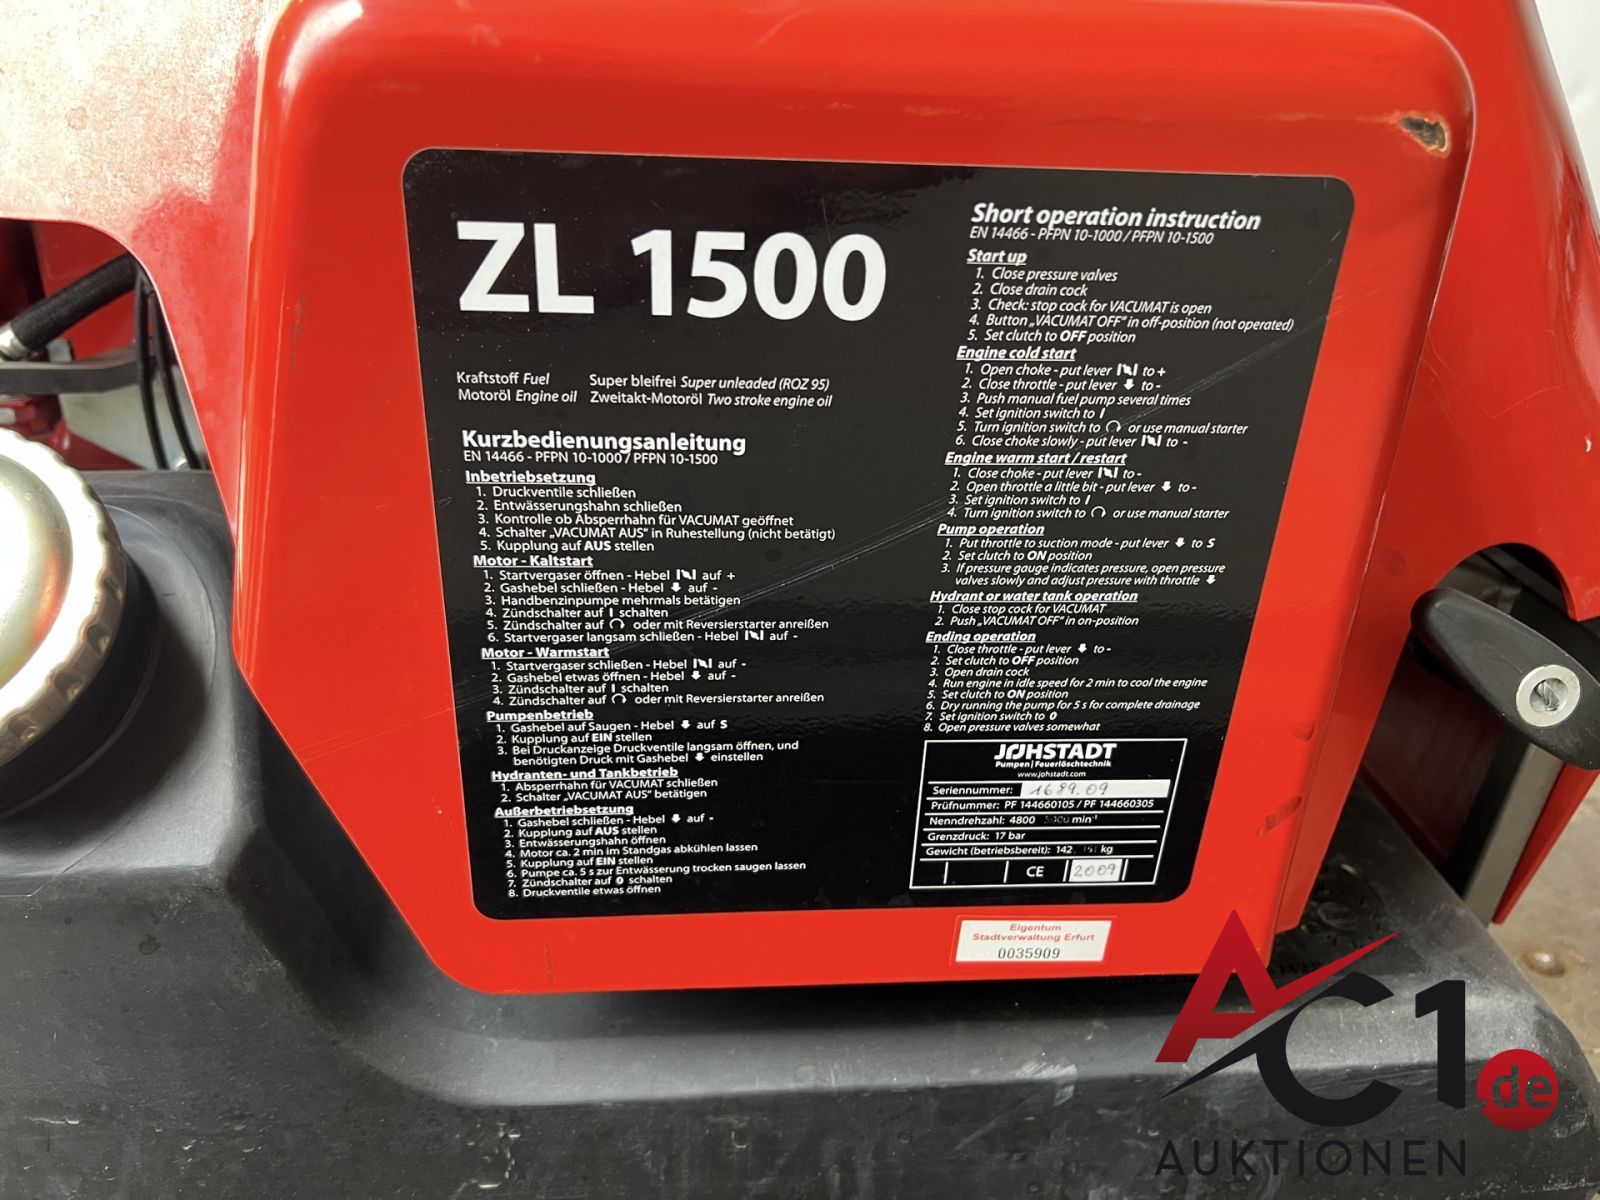 ZL 1500
Kraftstoff Fuel Super bleifrei Super unleaded (ROZ 95)
Motoröl Engine oil Zweitakt-Motoröl Two stroke engine oil
Kurzbedienungsanleitung
EN 14466 - PFPN 10-1000 / PFPN 10-1500
Inbetriebsetzung
1. Druckventile schließen
2. Entwässerungshahn schließen
3. Kontrolle ob Absperrhahn für VACUMAT geöffnet
4. Schalter „VACUMAT AUS" in Ruhestellung (nicht betätigt)
5. Kupplung auf AUS stellen
Motor - Kaltstart
1. Startvergaser öffnen - Hebel auf +
2. Gashebel schließen - Hebel auf -
3. Handbenzinpumpe mehrmals betätigen
4. Zündschalter auf I schalten
5. Zündschalter auf oder mit Reversierstarter anreißen
6. Startvergaser langsam schließen - Hebel auf -
Motor - Warmstart
1. Startvergaser schließen - Hebel auf -
2. Gashebel etwas öffnen - Hebel auf -
3. Zündschalter auf I schalten
4. Zündschalter auf oder mit Reversierstarter anreißen
Pumpenbetrieb
1. Gashebel auf Saugen - Hebel auf S
2. Kupplung auf EIN stellen
3. Bei Druckanzeige Druckventile langsam öffnen, und
benötigten Druck mit Gashebel einstellen
Hydranten- und Tankbetrieb
1. Absperrhahn für VACUMAT schließen
2. Schalter „VACUMAT AUS" betätigen
Außerbetriebsetzung
1. Gashebel schließen - Hebel auf -
2. Kupplung auf AUS stellen
3. Entwässerungshahn öffnen
4. Motor ca. 2 min im Standgas abkühlen lassen
5. Kupplung auf EIN stellen
6. Pumpe ca. 5 s zur Entwässerung trocken saugen lassen
7. Zündschalter auf 0 schalten
8. Druckventile etwas öffnen
Short operation instruction
EN 14466 - PFPN 10-1000 / PFPN 10-1500
Start up
1. Close pressure valves
2. Close drain cock
3. Check: stop cock for VACUMAT is open
4. Button „VACUMAT OFF" in off-position (not operated)
5. Set clutch to OFF position
Engine cold start
1. Open choke - put lever to +
2. Close throttle - put lever to -
3. Push manual fuel pump several times
4. Set ignition switch to I
5. Turn ignition switch to or use manual starter
6. Close choke slowly - put lever to -
Engine warm start / restart
1. Close choke - put lever to -
2. Open throttle a little bit - put lever to -
3. Set ignition switch to I
4. Turn ignition switch to or use manual starter
Pump operation
1. Put throttle to suction mode - put lever to S
2. Set clutch to ON position
3. If pressure gauge indicates pressure, open pressure
valves slowly and adjust pressure with throttle
Hydrant or water tank operation
1. Close stop cock for VACUMAT
2. Push „VACUMAT OFF" in on-position
Ending operation
1. Close throttle - put lever to -
2. Set clutch to OFF position
3. Open drain cock
4. Run engine in idle speed for 2 min to cool the engine
5. Set clutch to ON position
6. Dry running the pump for 5 s for complete drainage
7. Set ignition switch to 0
8. Open pressure valves somewhat
JÖHSTADT
Pumpen | Feuerlöschtechnik
www.johstadt.com
Seriennummer: 1689.09
Prüfnummer: PF 144660105 / PF 144660305
Nenndrehzahl: 4800 min-1
Grenzdruck: 17 bar
Gewicht (betriebsbereit): 142 kg
CE 2009
Eigentum
Stadtverwaltung Erfurt
0035909
AC1.de
AUKTIONEN